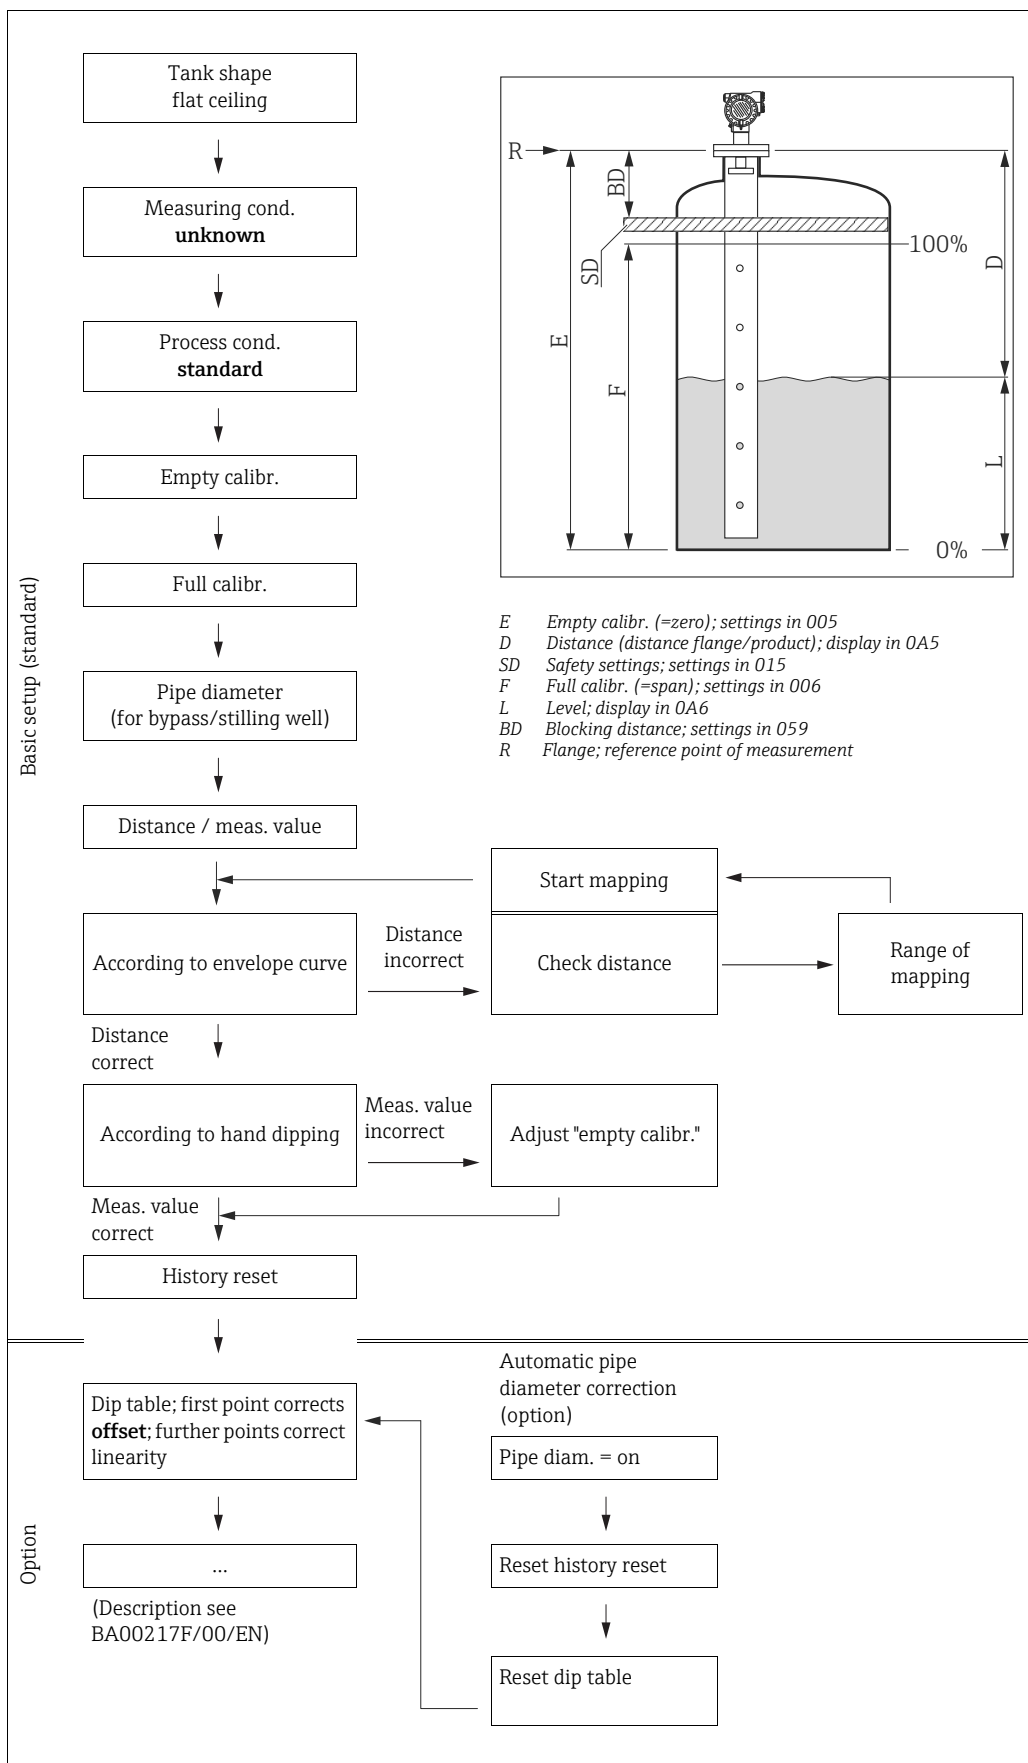 Tank shape
flat ceiling
Measuring cond.
unknown
Process cond.
standard
Empty calibr.
Full calibr.
Pipe diameter
(for bypass/stilling well)
Distance / meas. value
According to envelope curve
Distance
incorrect
Start mapping
Check distance
Range of
mapping
Distance
correct
According to hand dipping
Meas. value
incorrect
Adjust "empty calibr."
Meas. value
correct
History reset
Basic setup (standard)
R
BD
SD
E
F
100%
D
L
0%
E Empty calibr. (=zero); settings in 005
D Distance (distance flange/product); display in 0A5
SD Safety settings; settings in 015
F Full calibr. (=span); settings in 006
L Level; display in 0A6
BD Blocking distance; settings in 059
R Flange; reference point of measurement
Option
Dip table; first point corrects
offset; further points correct
linearity
...
(Description see
BA00217F/00/EN)
Automatic pipe
diameter correction
(option)
Pipe diam. = on
Reset history reset
Reset dip table